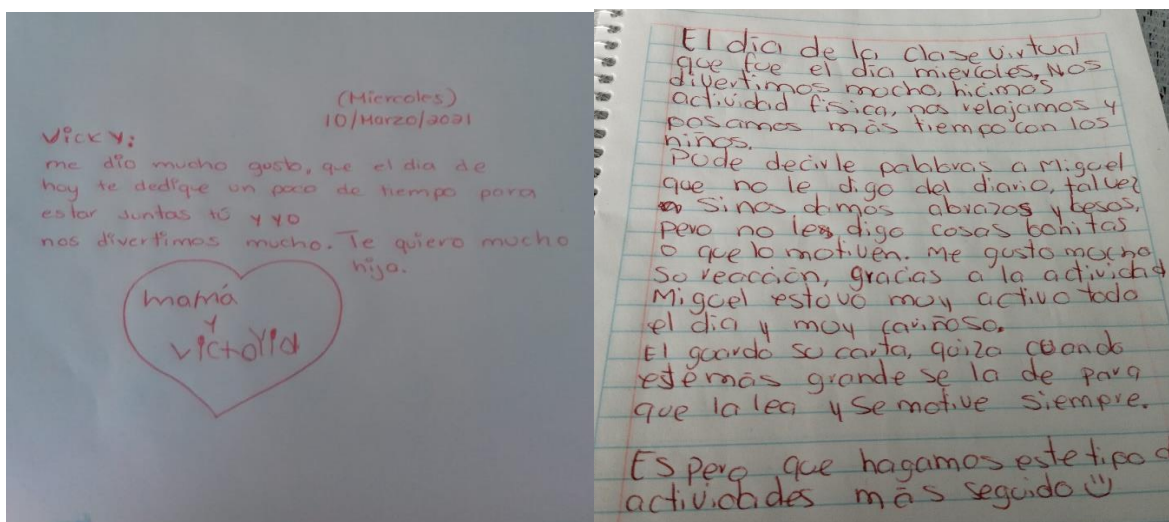 (Miercoles)
10/Marzo/2021
Vicky:
me dio mucho gusto, que el dia de
hoy te dedique un poco de tiempo para
estar juntas tú y yo
nos divertimos mucho. Te quiero mucho
hija.
mamá
y
victoria
El dia de la clase virtual
que fue el dia miercoles, Nos
divertimos mucho, hicimos
actividad física, nos relajamos y
pasamos más tiempo con los
niños.
Pude decirle palabras a Miguel
que no le digo del diario, tal vez
si nos damos abrazos y besos,
pero no le digo cosas bonitas
o que lo motiven. Me gusto mucho
su reacción, gracias a la actividad
Miguel estuvo muy activo todo
el dia y muy cariñoso.
El guardo su carta, quiza cuando
esté más grande se la de para
que la lea y se motive siempre.
Espero que hagamos este tipo d
actividades más seguido